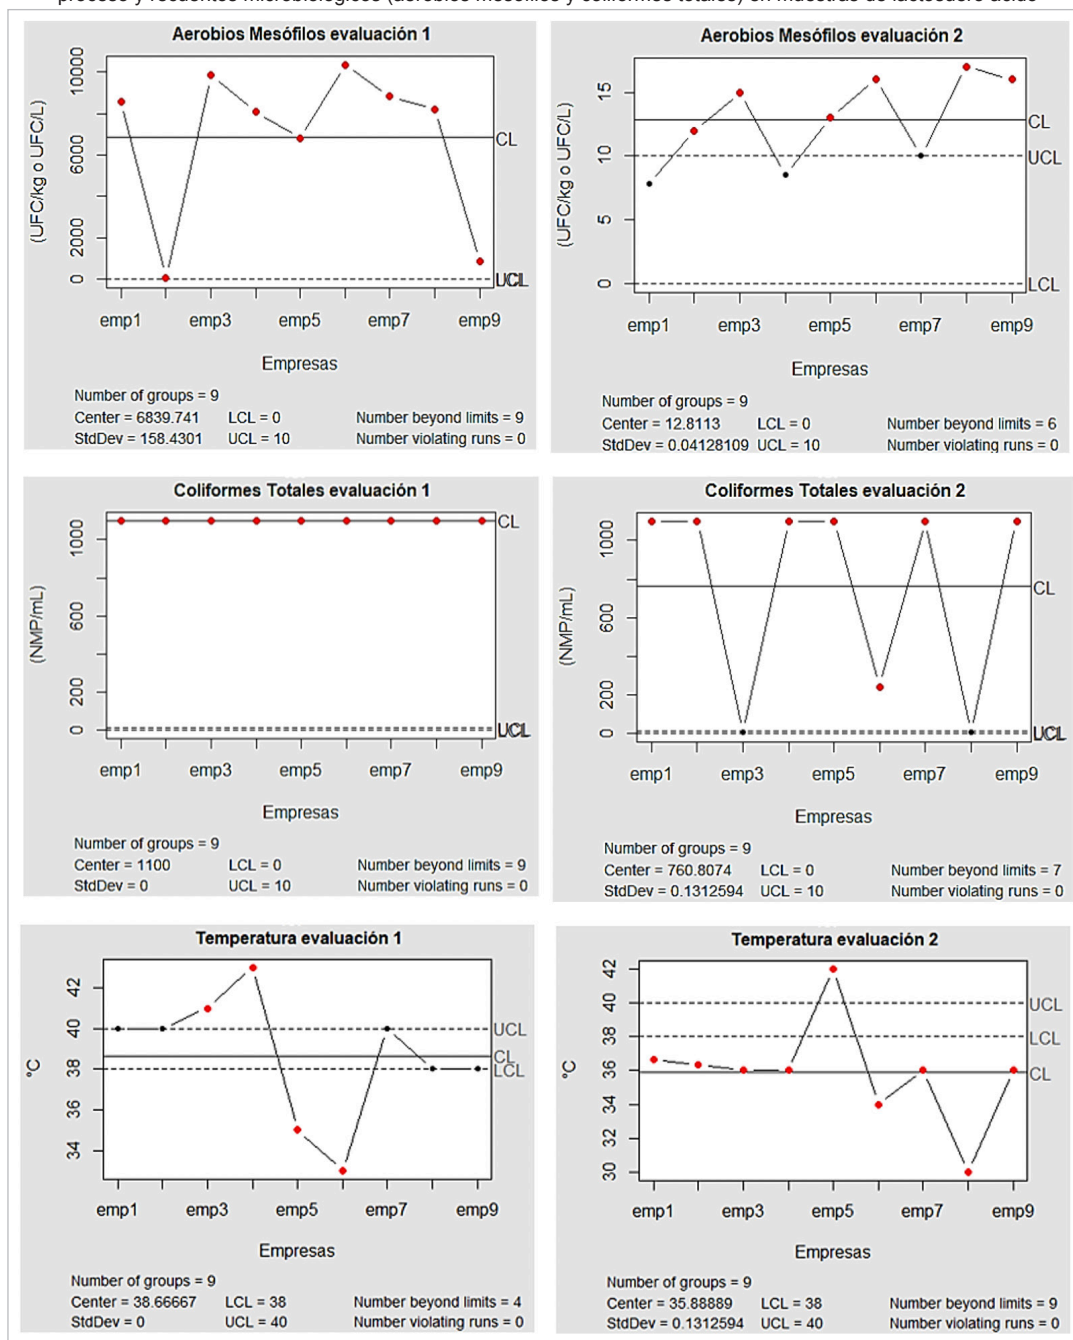 proceso y recuentos microbiológicos (aerobios mesófilos y coliformes totales) en muestras de lactosuero ácido
Aerobios Mesófilos evaluación 1
(UFC/kg o UFC/L)
10000
6000
2000
0
CL
UCL
emp1 emp3 emp5 emp7 emp9
Empresas
Number of groups = 9
Center = 6839.741 LCL = 0 Number beyond limits = 9
StdDev = 158.4301 UCL = 10 Number violating runs = 0
Aerobios Mesófilos evaluación 2
(UFC/kg o UFC/L)
15
10
5
0
CL
UCL
LCL
emp1 emp3 emp5 emp7 emp9
Empresas
Number of groups = 9
Center = 12.8113 LCL = 0 Number beyond limits = 6
StdDev = 0.04128109 UCL = 10 Number violating runs = 0
Coliformes Totales evaluación 1
(NMP/mL)
1000
600
200
0
CL
UCL
emp1 emp3 emp5 emp7 emp9
Empresas
Number of groups = 9
Center = 1100 LCL = 0 Number beyond limits = 9
StdDev = 0 UCL = 10 Number violating runs = 0
Coliformes Totales evaluación 2
(NMP/mL)
1000
600
200
0
CL
UCL
emp1 emp3 emp5 emp7 emp9
Empresas
Number of groups = 9
Center = 760.8074 LCL = 0 Number beyond limits = 7
StdDev = 0.1312594 UCL = 10 Number violating runs = 0
Temperatura evaluación 1
°C
42
40
38
36
34
UCL
CL
LCL
emp1 emp3 emp5 emp7 emp9
Empresas
Number of groups = 9
Center = 38.66667 LCL = 38 Number beyond limits = 4
StdDev = 0 UCL = 40 Number violating runs = 0
Temperatura evaluación 2
°C
42
40
38
36
34
32
30
UCL
LCL
CL
emp1 emp3 emp5 emp7 emp9
Empresas
Number of groups = 9
Center = 35.88889 LCL = 38 Number beyond limits = 9
StdDev = 0.1312594 UCL = 40 Number violating runs = 0